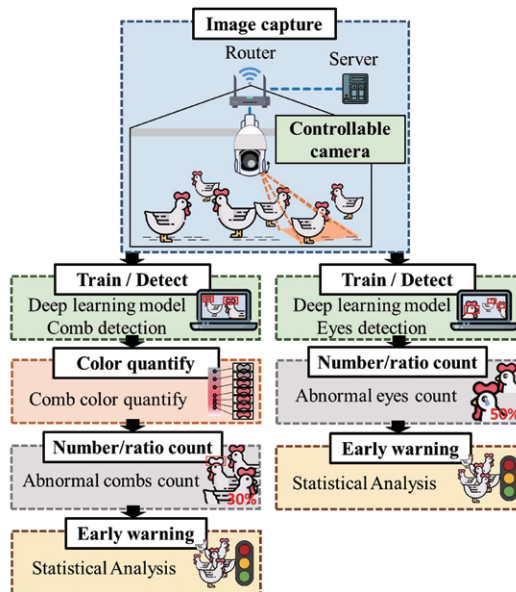 Image capture
Router
Server
Controllable
camera
Train / Detect
Deep learning model
Comb detection
Color quantify
Comb color quantify
Number/ratio count
Abnormal combs count
30%
Early warning
Statistical Analysis
Train / Detect
Deep learning model
Eyes detection
Number/ratio count
Abnormal eyes count
50%
Early warning
Statistical Analysis